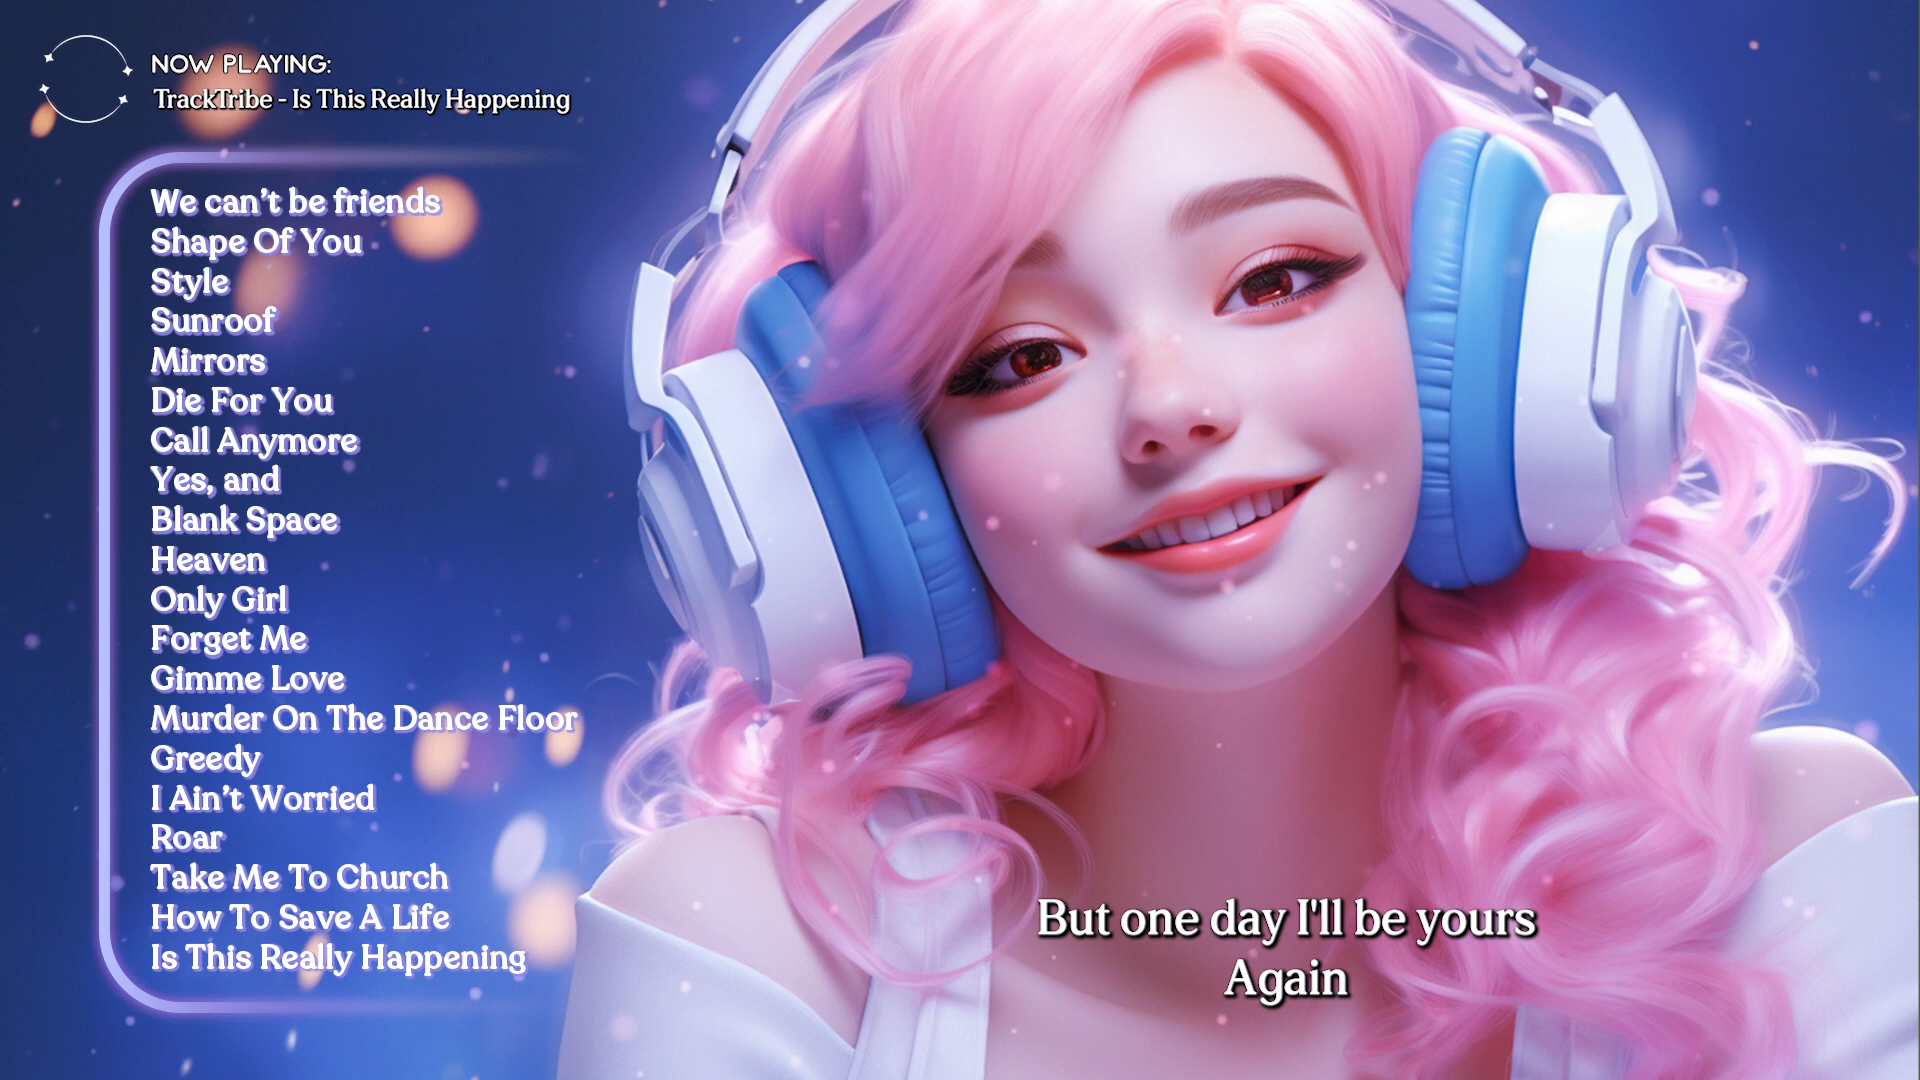 NOW PLAYING:
TrackTribe - Is This Really Happening
We can't be friends
Shape Of You
Style
Sunroof
Mirrors
Die For You
Call Anymore
Yes, and
Blank Space
Heaven
Only Girl
Forget Me
Gimme Love
Murder On The Dance Floor
Greedy
I Ain't Worried
Roar
Take Me To Church
How To Save A Life
Is This Really Happening
But one day I'll be yours
Again